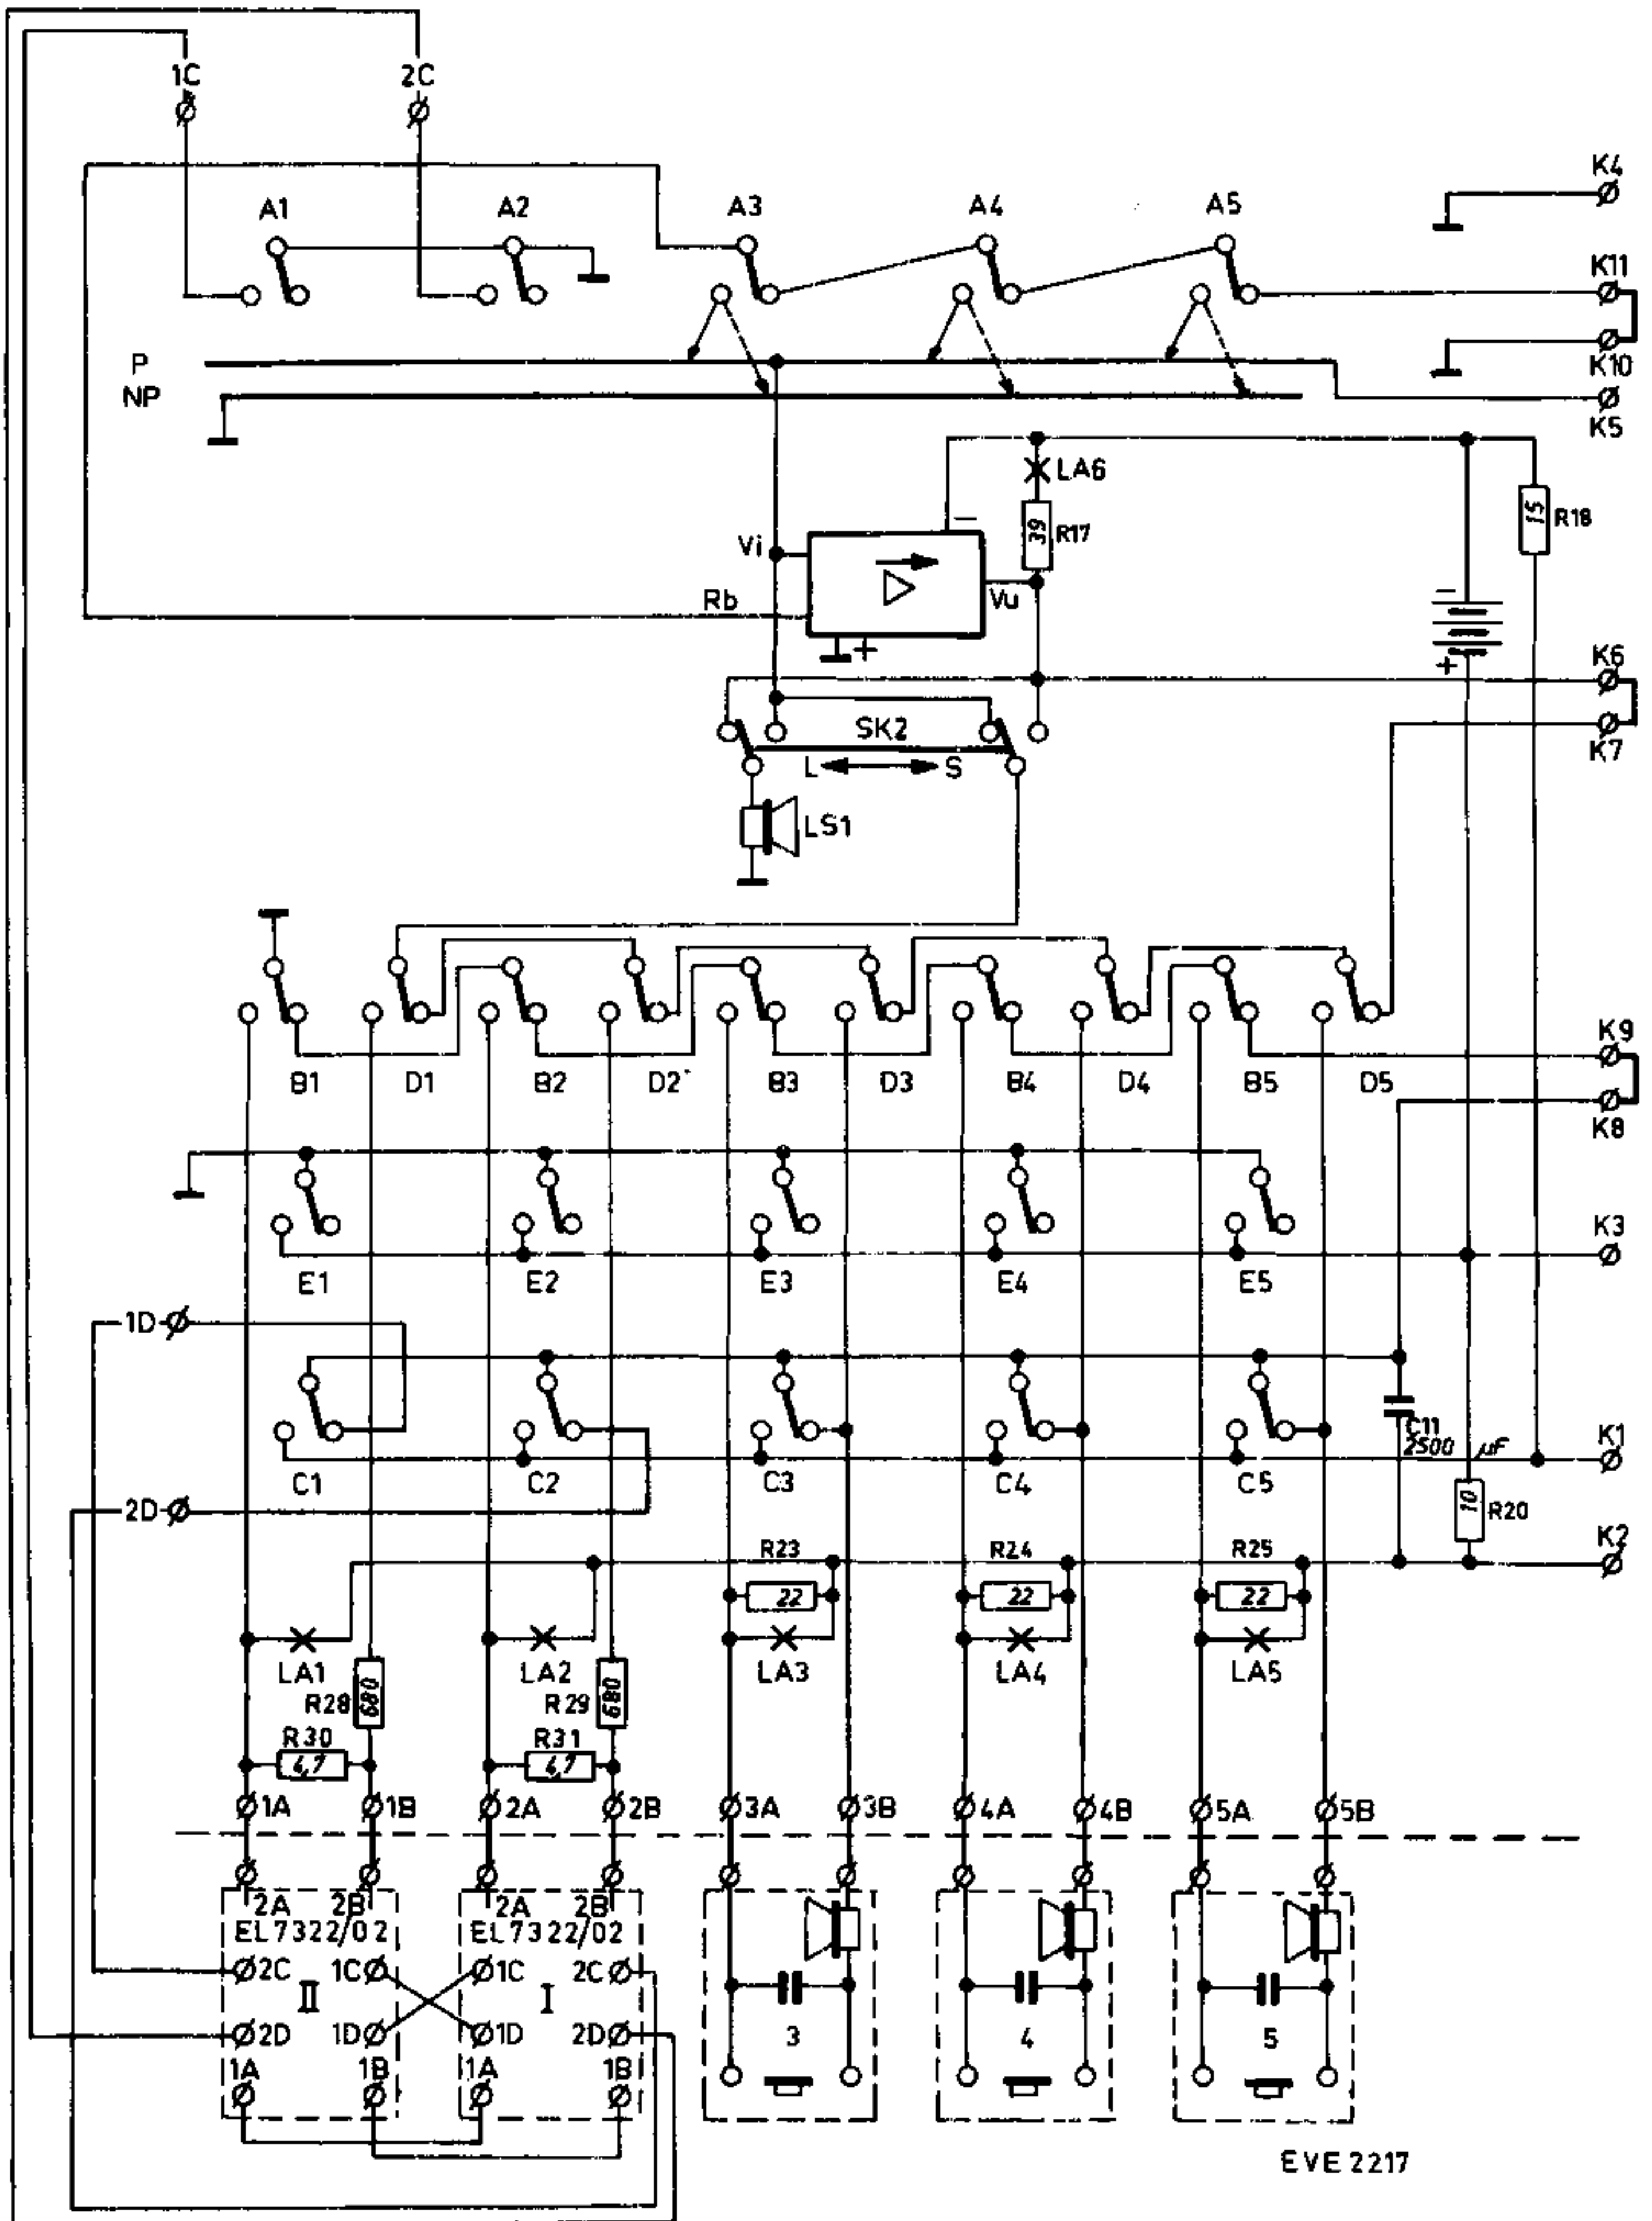 1C 2C
K4
A1 A2 A3 A4 A5
K11
P
K10
NP
K5
LA6
15 R18
39 R17
Vi
−
Rb Vu
+
− +
K6
SK2
K7
L S
LS1
K9
B1 D1 B2 D2 B3 D3 B4 D4 B5 D5
K8
K3
E1 E2 E3 E4 E5
1D
C11
2500 µF
K1
C1 C2 C3 C4 C5
2D
10 R20
K2
R23 R24 R25
22 22 22
LA1 LA2 LA3 LA4 LA5
R28 680 R29 680
R30 R31
4,7 4,7
1A 1B 2A 2B 3A 3B 4A 4B 5A 5B
2A 2B 2A 2B
EL7322/02 EL7322/02
2C 1C 1C 2C
II I
2D 1D 1D 2D 3 4 5
1A 1B 1A 1B
EVE 2217